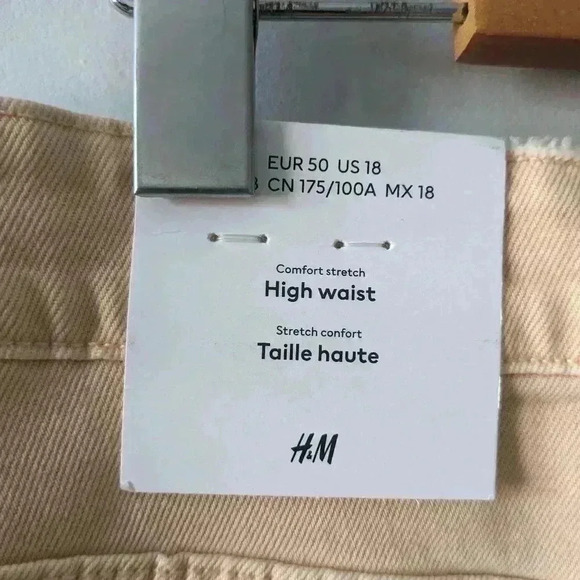 EUR 50 US 18
CN 175/100A MX 18
Comfort stretch
High waist
Stretch confort
Taille haute
H&M